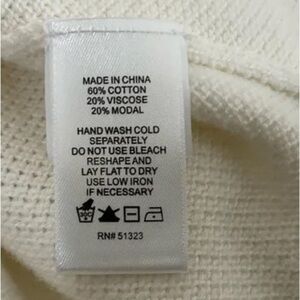 MADE IN CHINA
60% COTTON
20% VISCOSE
20% MODAL
HAND WASH COLD
SEPARATELY
DO NOT USE BLEACH
RESHAPE AND
LAY FLAT TO DRY
USE LOW IRON
IF NECESSARY
RN# 51323